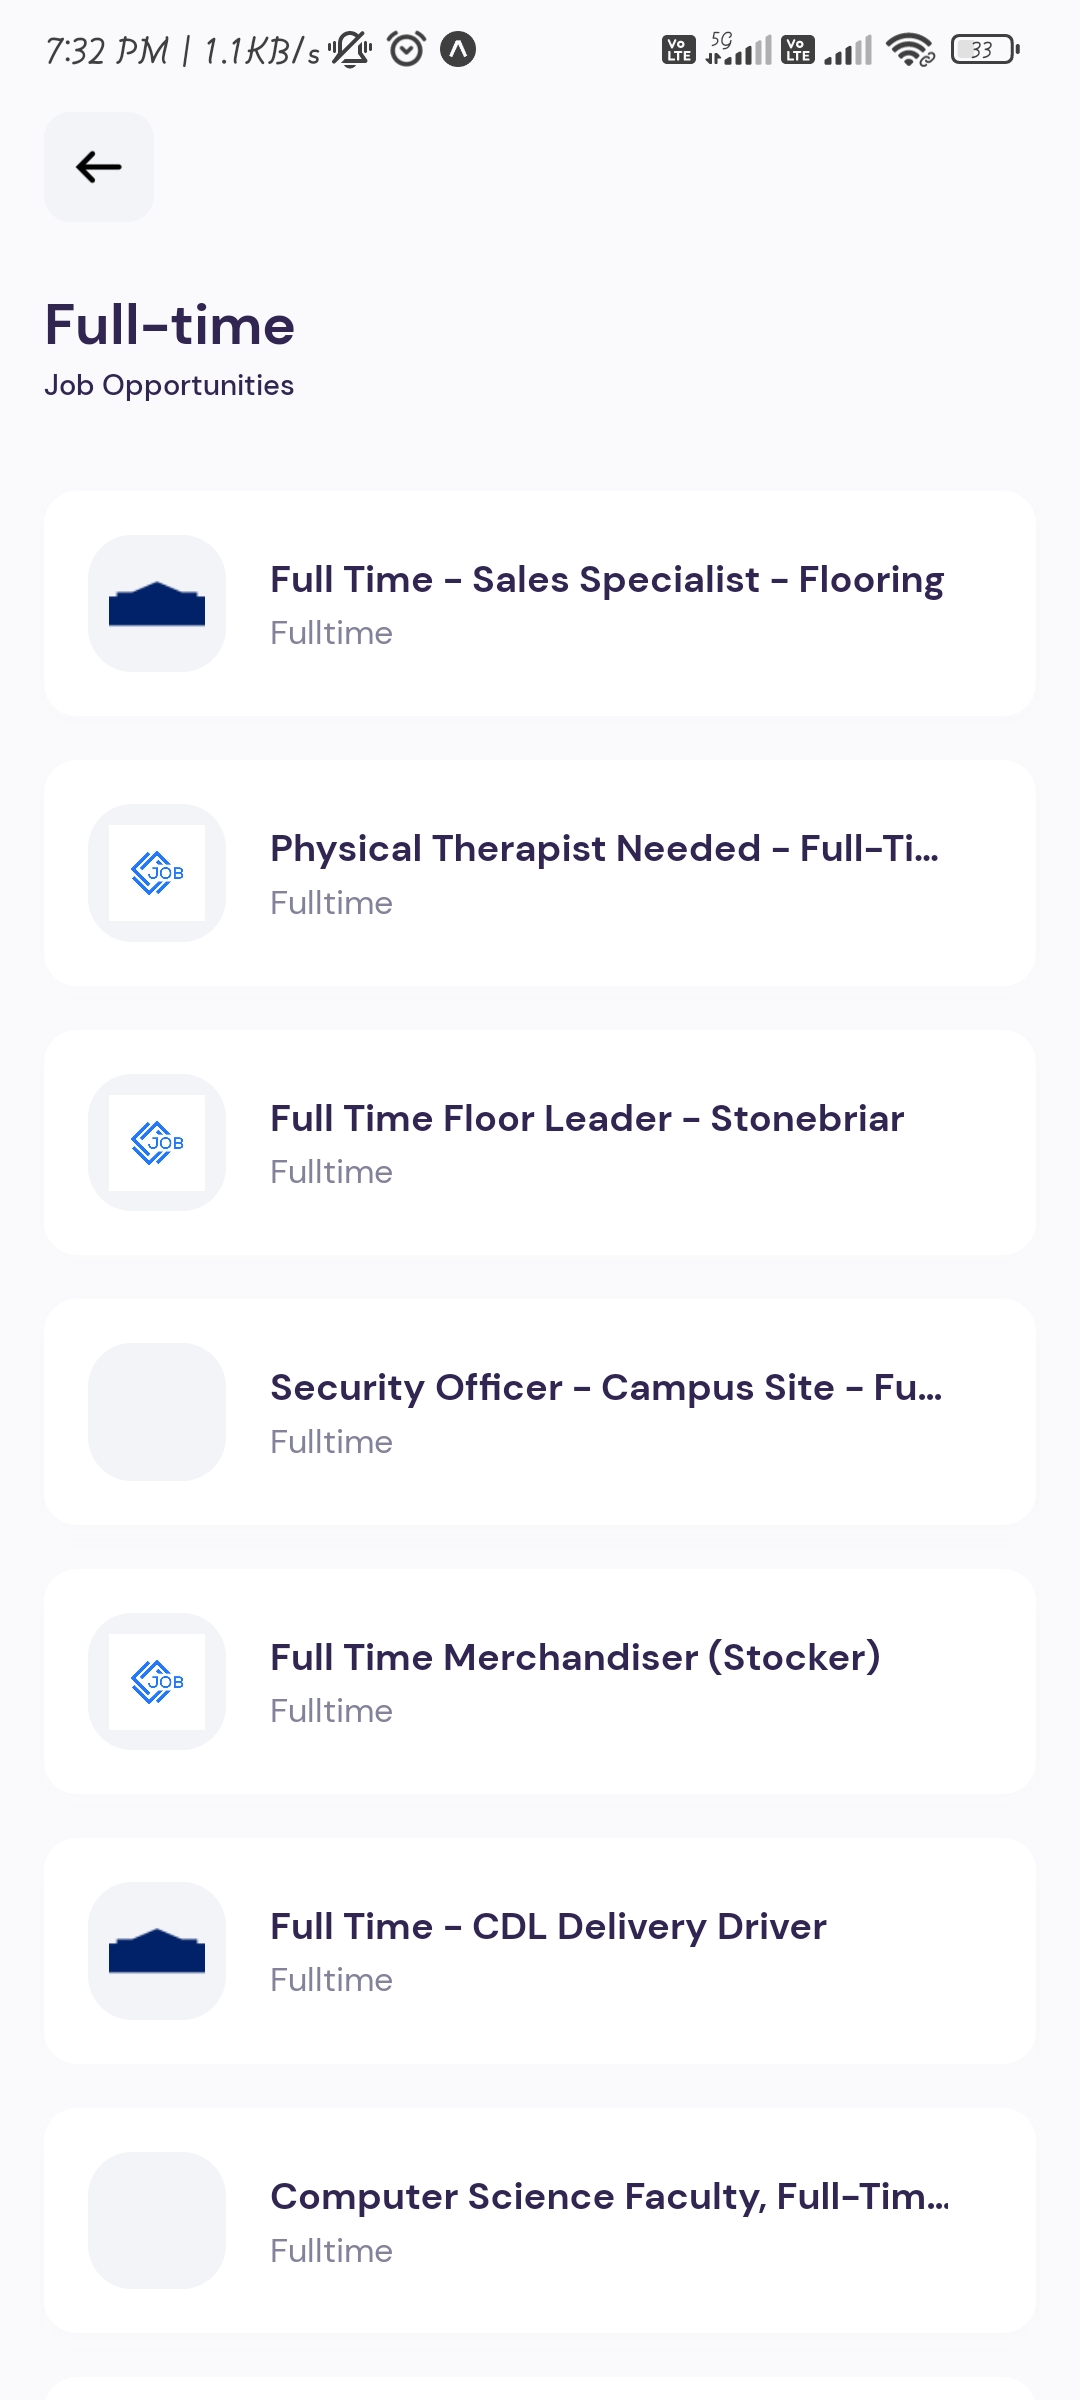 7:32 PM | 1.1KB/s
Vo LTE
5G
Vo LTE
33
Full-time
Job Opportunities
Full Time - Sales Specialist - Flooring
Fulltime
JOB
Physical Therapist Needed - Full-Ti...
Fulltime
JOB
Full Time Floor Leader - Stonebriar
Fulltime
Security Officer - Campus Site - Fu...
Fulltime
JOB
Full Time Merchandiser (Stocker)
Fulltime
Full Time - CDL Delivery Driver
Fulltime
Computer Science Faculty, Full-Tim...
Fulltime